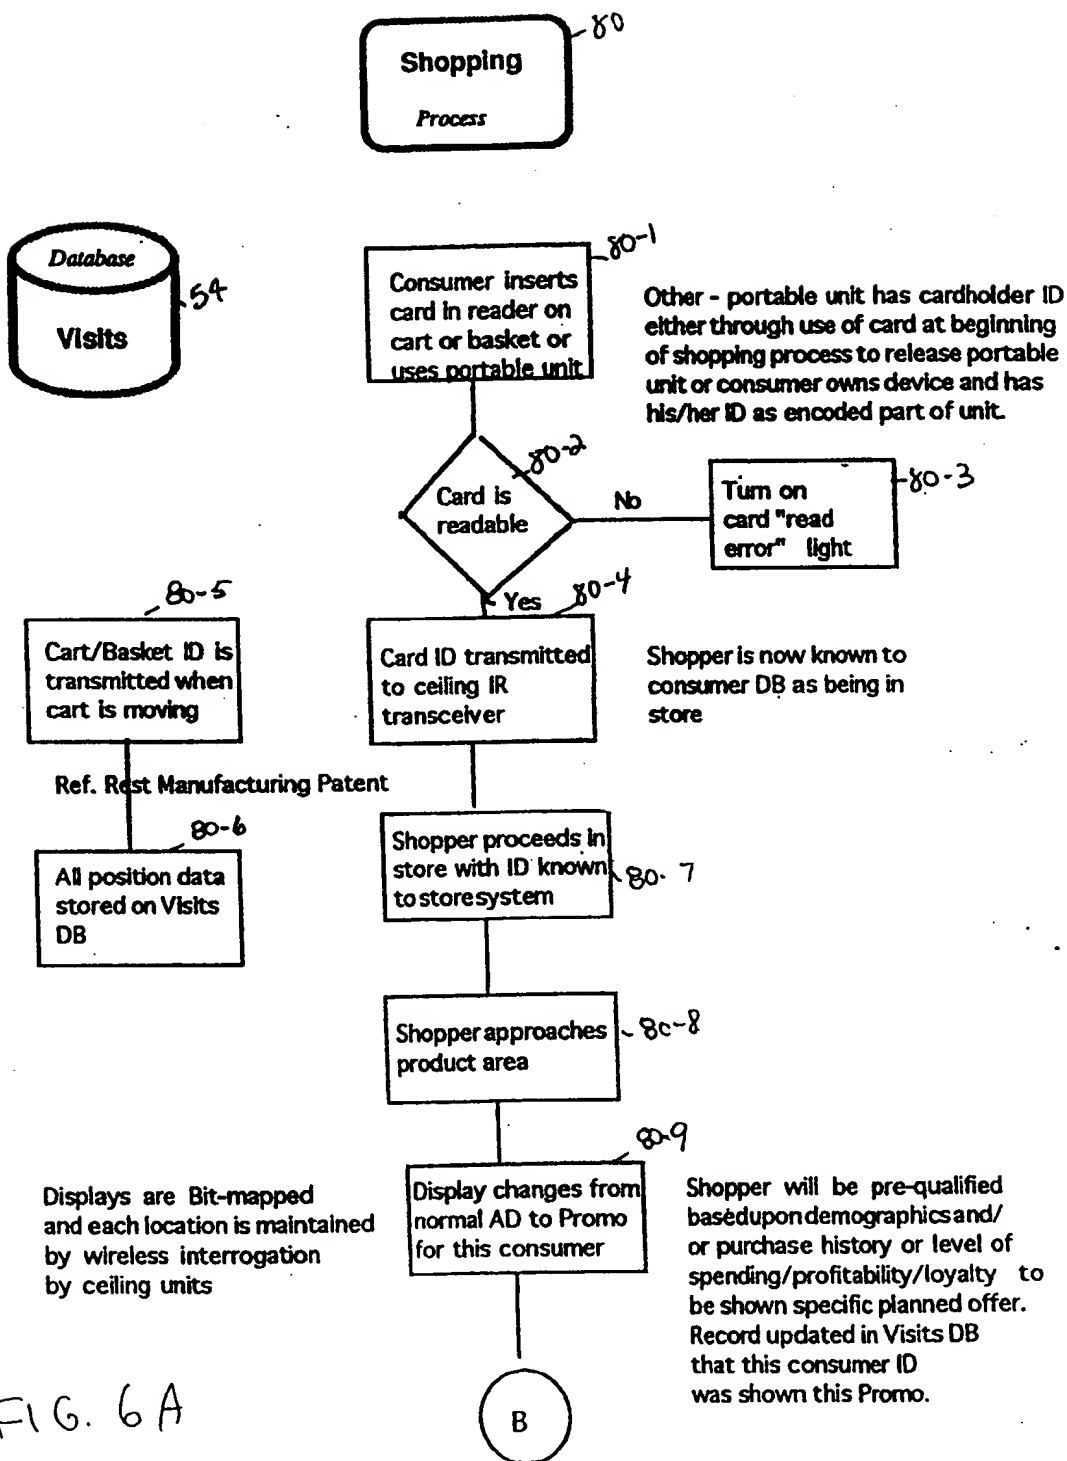 80
Shopping
Process
Database
Visits
54
80-1
Consumer inserts
card in reader on
cart or basket or
uses portable unit
Other - portable unit has cardholder ID
either through use of card at beginning
of shopping process to release portable
unit or consumer owns device and has
his/her ID as encoded part of unit.
80-2
Card is
readable
No
80-3
Turn on
card "read
error" light
Yes
80-4
80-5
Cart/Basket ID is
transmitted when
cart is moving
Card ID transmitted
to ceiling IR
transceiver
Shopper is now known to
consumer DB as being in
store
Ref. Rest Manufacturing Patent
80-6
All position data
stored on Visits
DB
Shopper proceeds in
store with ID known
to store system
80-7
Shopper approaches
product area
80-8
80-9
Displays are Bit-mapped
and each location is maintained
by wireless interrogation
by ceiling units
Display changes from
normal AD to Promo
for this consumer
Shopper will be pre-qualified
based upon demographics and/
or purchase history or level of
spending/profitability/loyalty to
be shown specific planned offer.
Record updated in Visits DB
that this consumer ID
was shown this Promo.
B
FIG. 6A